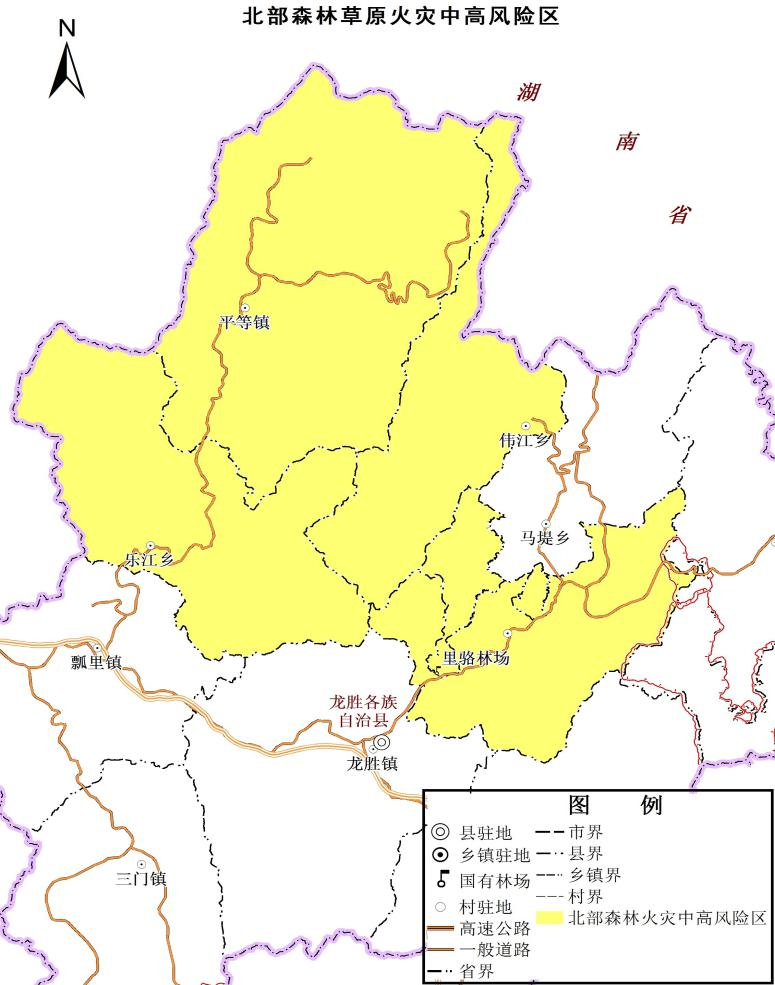 北部森林草原火灾中高风险区
N
湖
南
省
平等镇
伟江乡
马堤乡
乐江乡
里骆林场
瓢里镇
龙胜各族
自治县
龙胜镇
三门镇
图 例
县驻地
乡镇驻地
国有林场
村驻地
高速公路
一般道路
省界
市界
县界
乡镇界
村界
北部森林火灾中高风险区